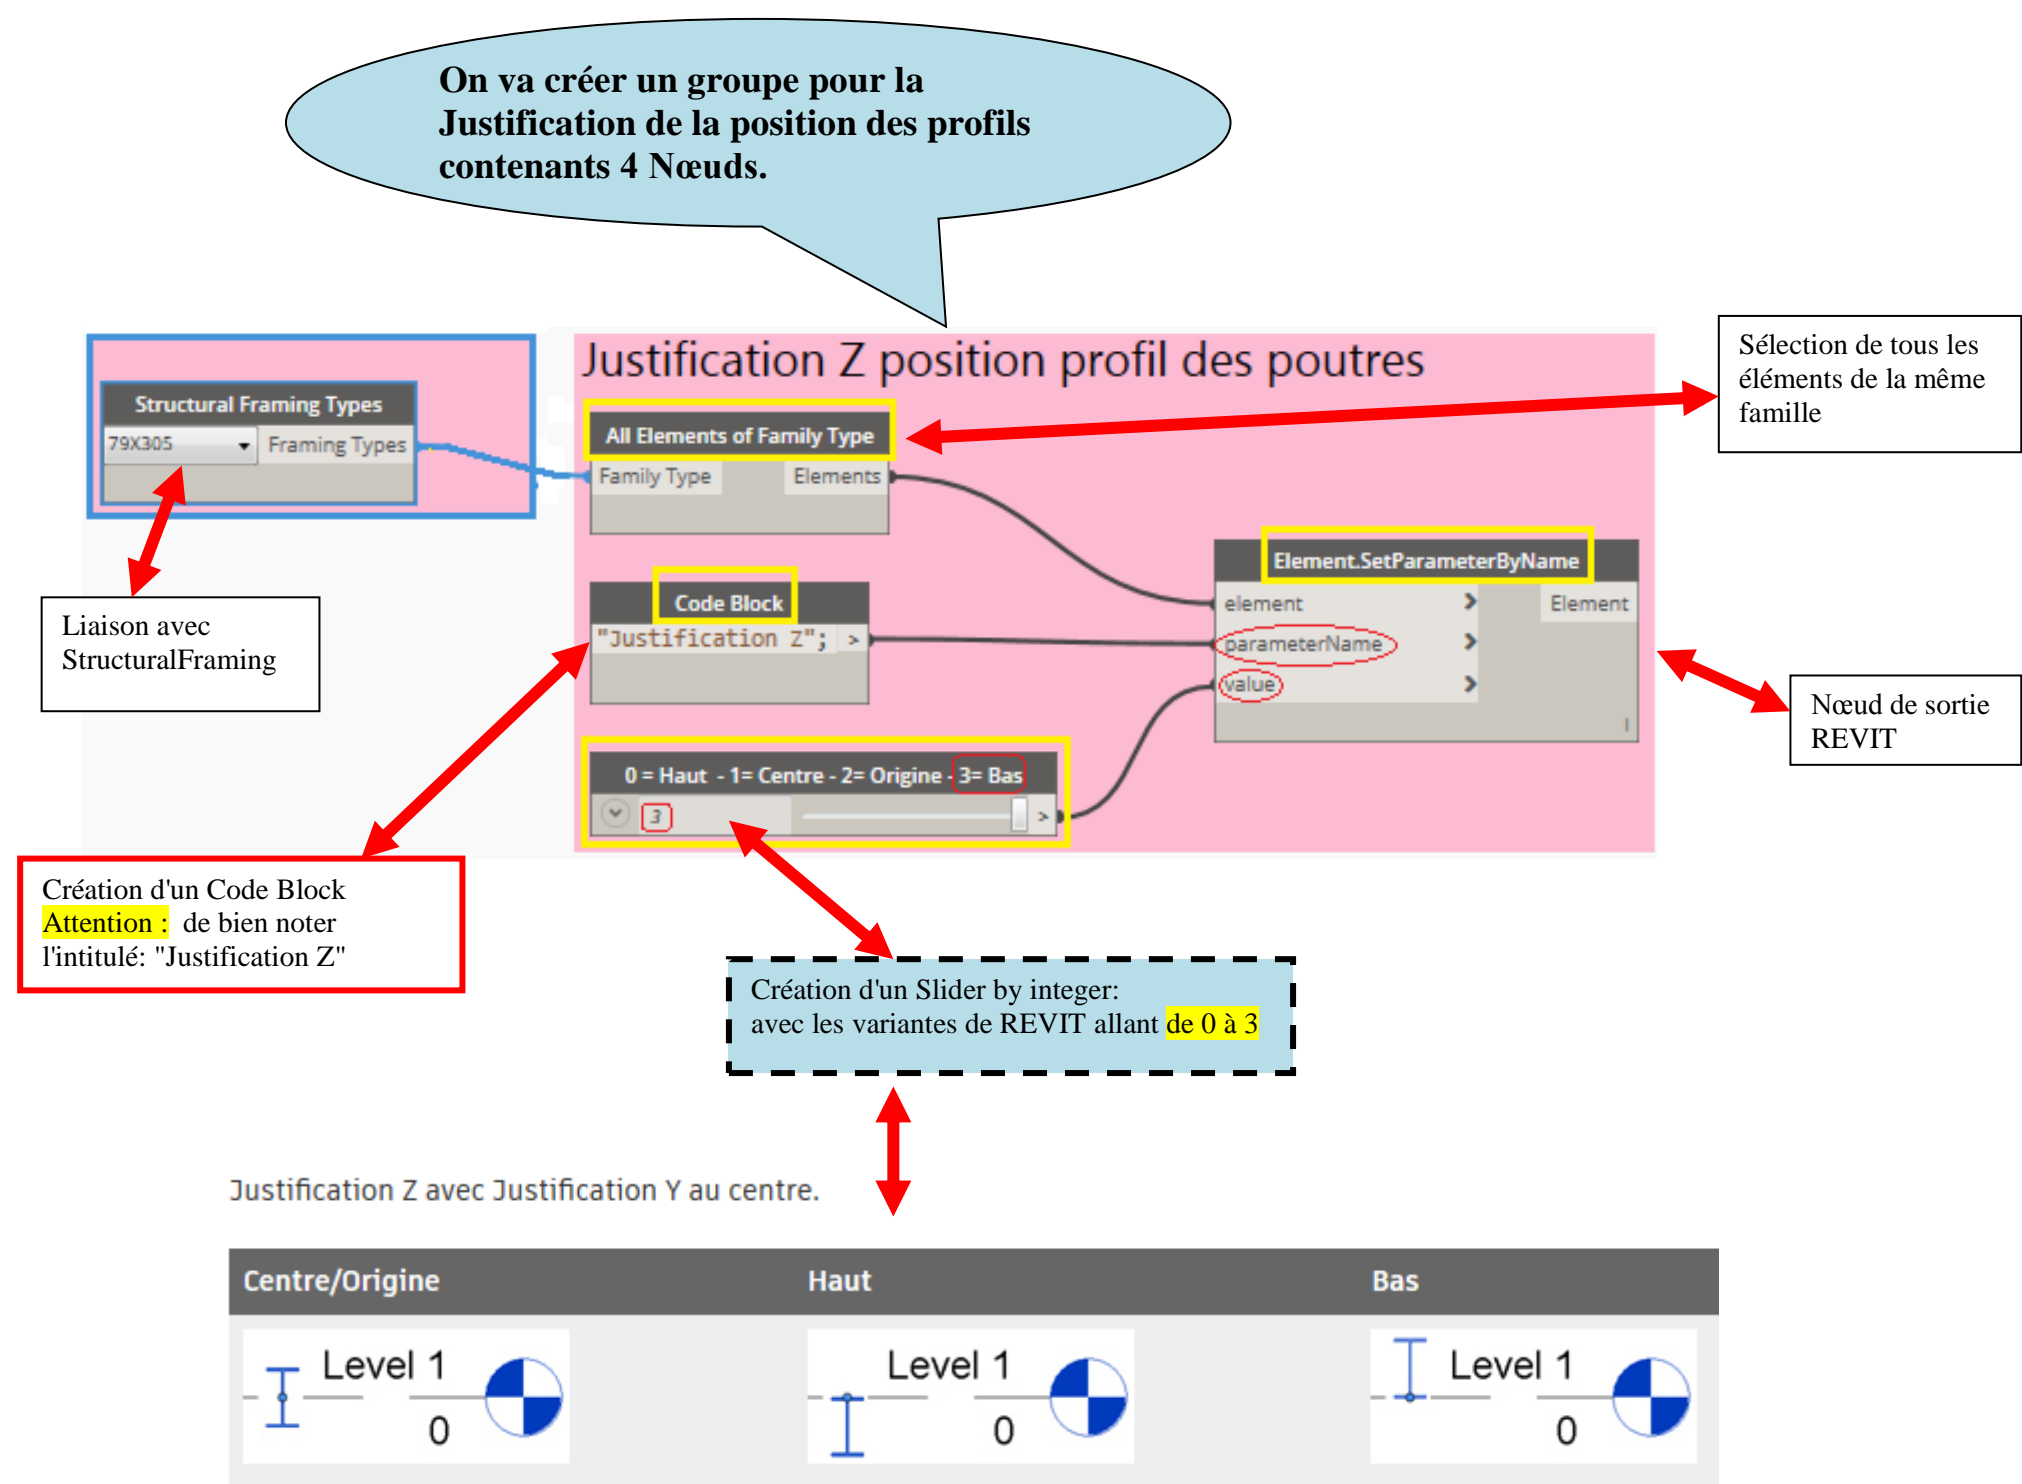 On va créer un groupe pour la
Justification de la position des profils
contenants 4 Nœuds.
Justification Z position profil des poutres
Sélection de tous les
éléments de la même
famille
Structural Framing Types
79X305
Framing Types
All Elements of Family Type
Family Type
Elements
Element.SetParameterByName
element
Element
parameterName
value
Code Block
"Justification Z"; >
Liaison avec
StructuralFraming
Nœud de sortie
REVIT
0 = Haut - 1= Centre - 2= Origine - 3= Bas
3
>
Création d'un Code Block
Attention : de bien noter
l'intitulé: "Justification Z"
Création d'un Slider by integer:
avec les variantes de REVIT allant de 0 à 3
Justification Z avec Justification Y au centre.
Centre/Origine
Haut
Bas
Level 1
0
Level 1
0
Level 1
0